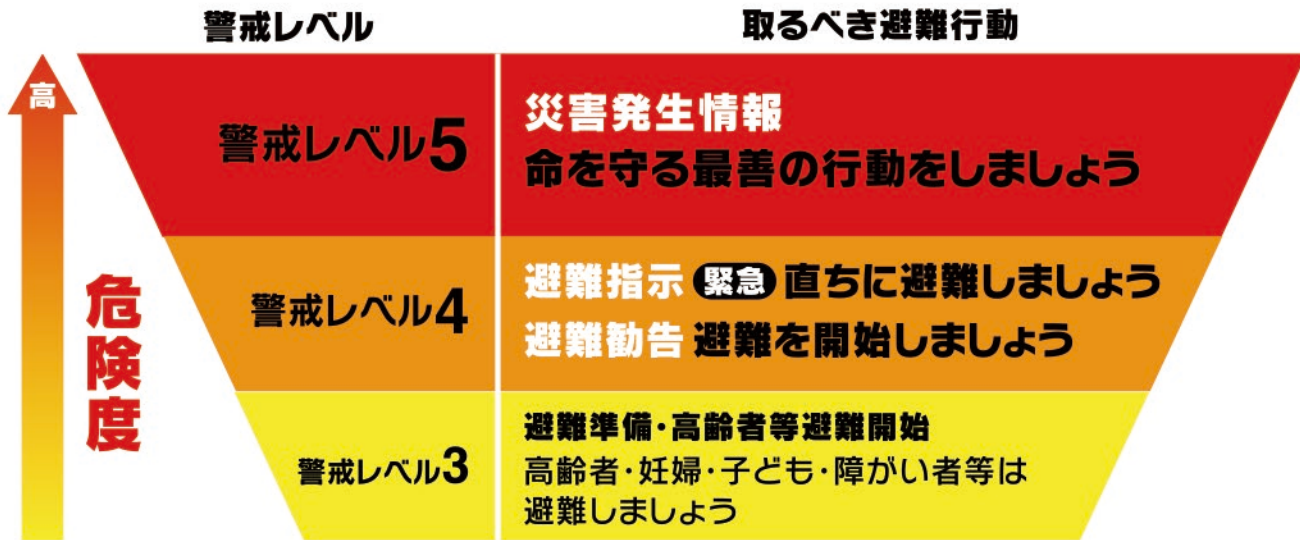 警戒レベル
取るべき避難行動
高
危険度
警戒レベル5
災害発生情報
命を守る最善の行動をしましょう
警戒レベル4
避難指示 緊急 直ちに避難しましょう
避難勧告 避難を開始しましょう
警戒レベル3
避難準備・高齢者等避難開始
高齢者・妊婦・子ども・障がい者等は
避難しましょう